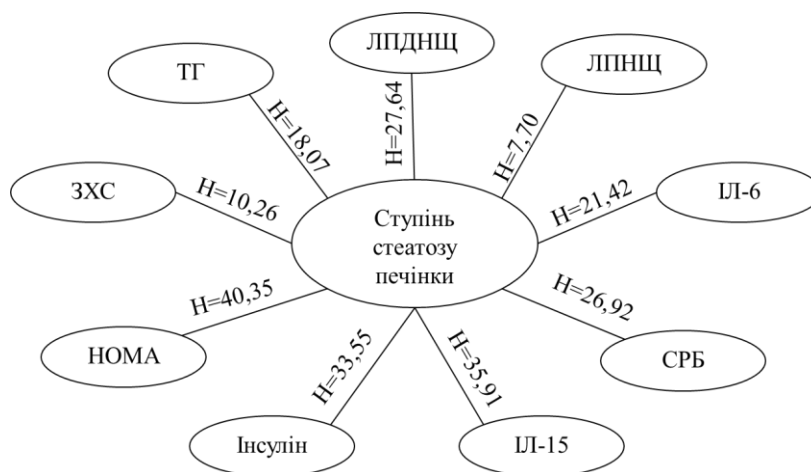 ЛПДНЩ
ТГ
ЛПНЩ
Н=18,07
Н=27,64
Н=7,70
ЗХС
Н=10,26
Ступінь
стеатозу
печінки
Н=21,42
ІЛ-6
Н=40,35
Н=26,92
НОМА
СРБ
Н=33,55
Н=35,91
Інсулін
ІЛ-15